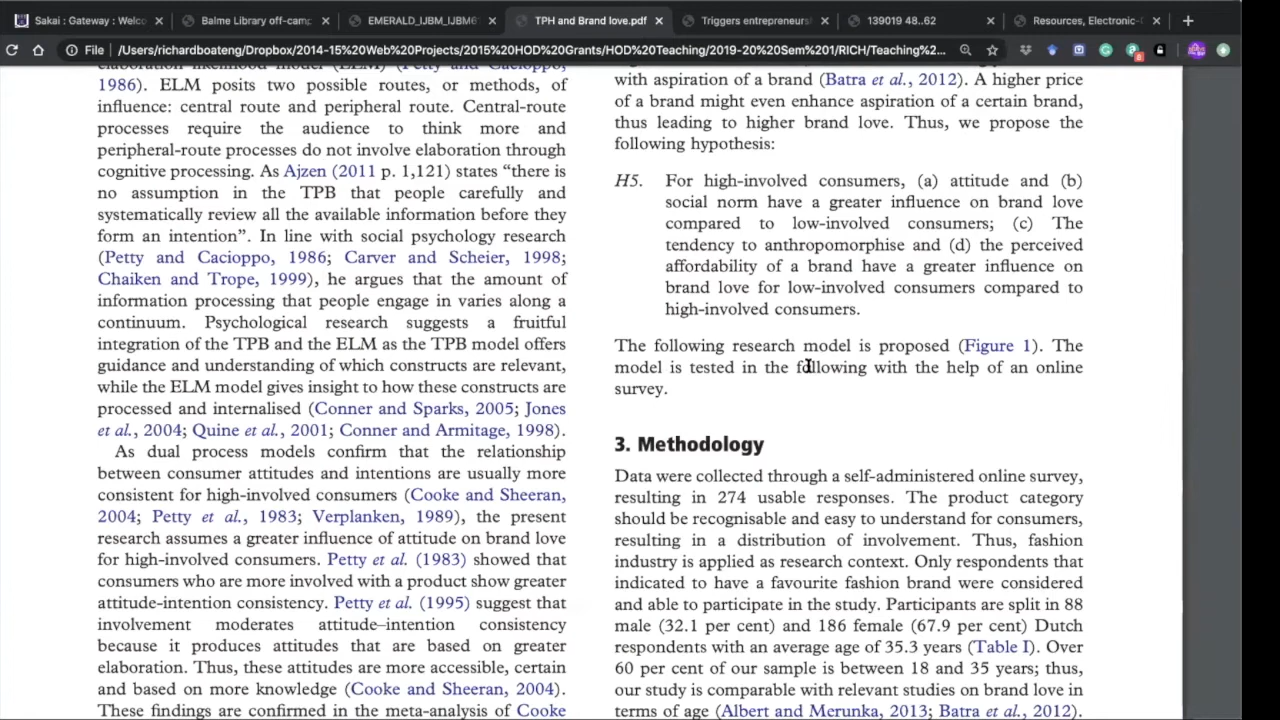 Sakai : Gateway : Welco
Balme Library off-cam
EMERALD_IJBM_IJBM6
TPH and Brand love.pdf
Triggers entrepreneurs
139019 48..62
Resources, Electronic-
File
/Users/richardboateng/Dropbox/2014-15%20Web%20Projects/2015%20HOD%20Grants/HOD%20Teaching/2019-20%20Sem%201/RICH/Teaching%2...
elaboration likelihood model (ELM) (Petty and Cacioppo,
1986). ELM posits two possible routes, or methods, of
influence: central route and peripheral route. Central-route
processes require the audience to think more and
peripheral-route processes do not involve elaboration through
cognitive processing. As Ajzen (2011 p. 1,121) states “there is
no assumption in the TPB that people carefully and
systematically review all the available information before they
form an intention”. In line with social psychology research
(Petty and Cacioppo, 1986; Carver and Scheier, 1998;
Chaiken and Trope, 1999), he argues that the amount of
information processing that people engage in varies along a
continuum. Psychological research suggests a fruitful
integration of the TPB and the ELM as the TPB model offers
guidance and understanding of which constructs are relevant,
while the ELM model gives insight to how these constructs are
processed and internalised (Conner and Sparks, 2005; Jones
et al., 2004; Quine et al., 2001; Conner and Armitage, 1998).
As dual process models confirm that the relationship
between consumer attitudes and intentions are usually more
consistent for high-involved consumers (Cooke and Sheeran,
2004; Petty et al., 1983; Verplanken, 1989), the present
research assumes a greater influence of attitude on brand love
for high-involved consumers. Petty et al. (1983) showed that
consumers who are more involved with a product show greater
attitude-intention consistency. Petty et al. (1995) suggest that
involvement moderates attitude–intention consistency
because it produces attitudes that are based on greater
elaboration. Thus, these attitudes are more accessible, certain
and based on more knowledge (Cooke and Sheeran, 2004).
These findings are confirmed in the meta-analysis of Cooke
with aspiration of a brand (Batra et al., 2012). A higher price
of a brand might even enhance aspiration of a certain brand,
thus leading to higher brand love. Thus, we propose the
following hypothesis:
H5. For high-involved consumers, (a) attitude and (b)
social norm have a greater influence on brand love
compared to low-involved consumers; (c) The
tendency to anthropomorphise and (d) the perceived
affordability of a brand have a greater influence on
brand love for low-involved consumers compared to
high-involved consumers.
The following research model is proposed (Figure 1). The
model is tested in the following with the help of an online
survey.
3. Methodology
Data were collected through a self-administered online survey,
resulting in 274 usable responses. The product category
should be recognisable and easy to understand for consumers,
resulting in a distribution of involvement. Thus, fashion
industry is applied as research context. Only respondents that
indicated to have a favourite fashion brand were considered
and able to participate in the study. Participants are split in 88
male (32.1 per cent) and 186 female (67.9 per cent) Dutch
respondents with an average age of 35.3 years (Table I). Over
60 per cent of our sample is between 18 and 35 years; thus,
our study is comparable with relevant studies on brand love in
terms of age (Albert and Merunka, 2013; Batra et al., 2012).